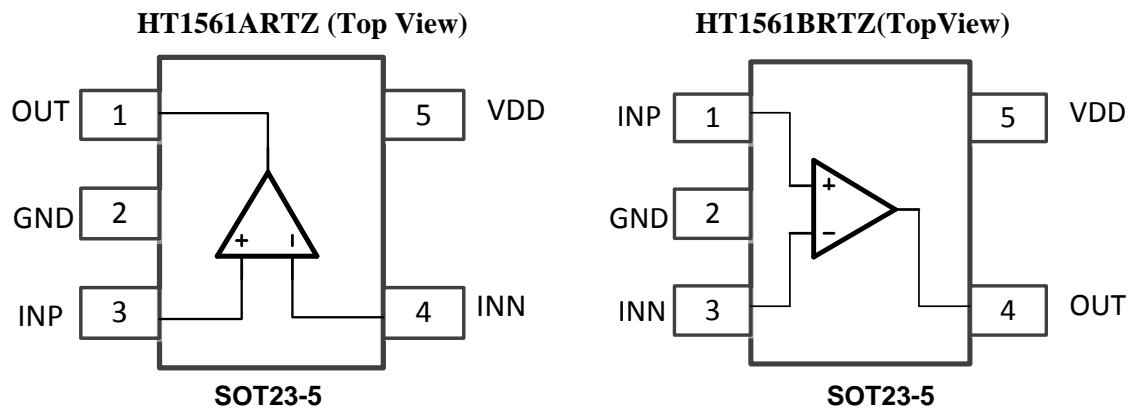 HT1561ARTZ (Top View)
OUT 1 5 VDD
GND 2
+ −
INP 3 4 INN
SOT23-5
HT1561BRTZ(TopView)
INP 1 5 VDD
+
GND 2
−
INN 3 4 OUT
SOT23-5